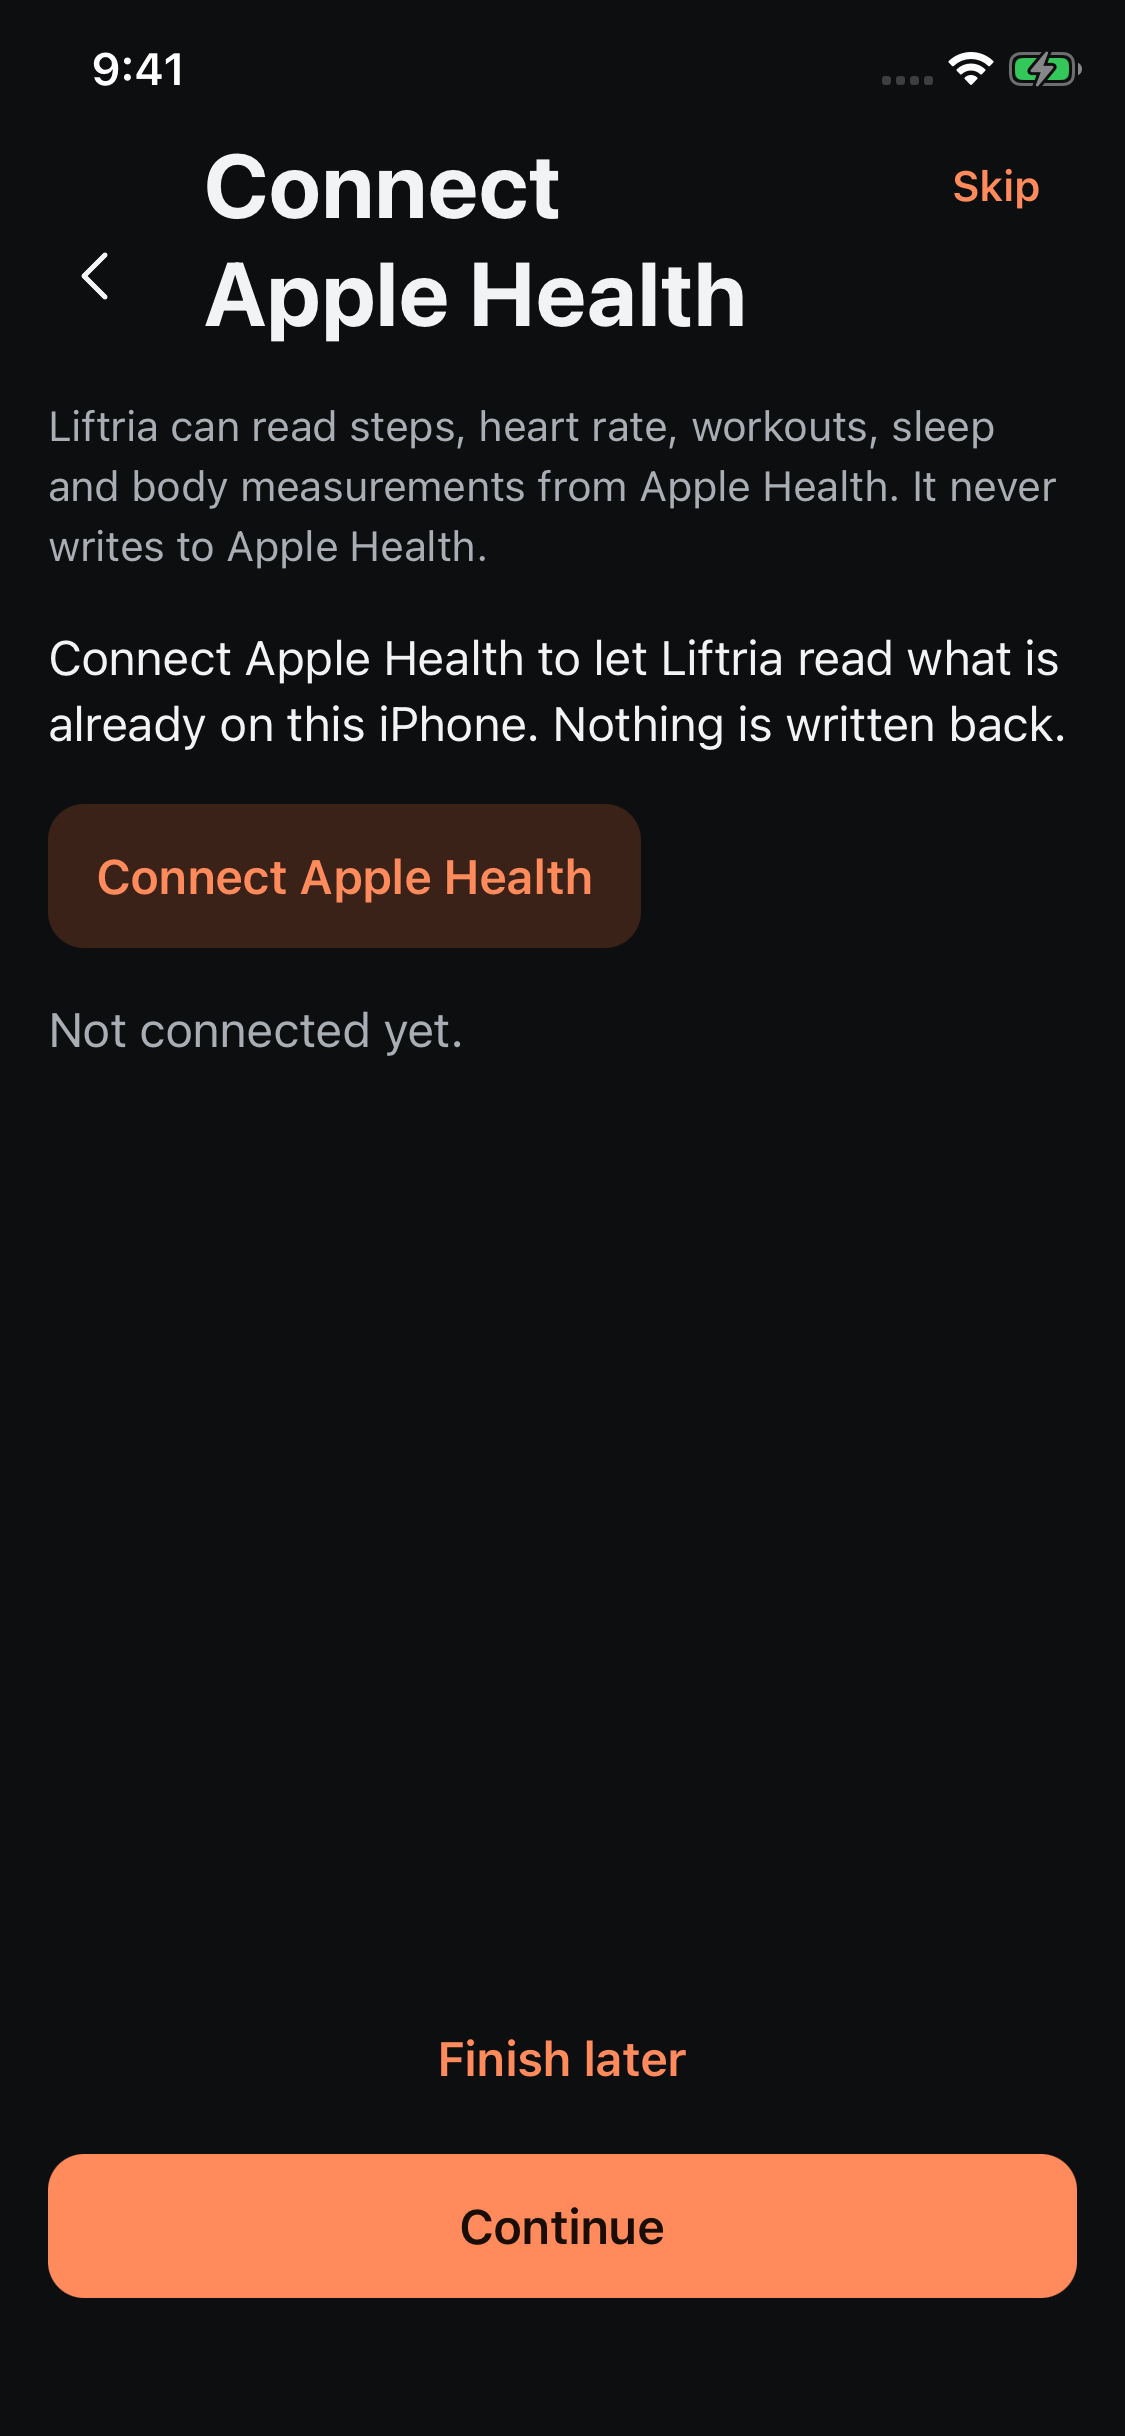 9:41
Connect
Skip
Apple Health
Liftria can read steps, heart rate, workouts, sleep
and body measurements from Apple Health. It never
writes to Apple Health.
Connect Apple Health to let Liftria read what is
already on this iPhone. Nothing is written back.
Connect Apple Health
Not connected yet.
Finish later
Continue